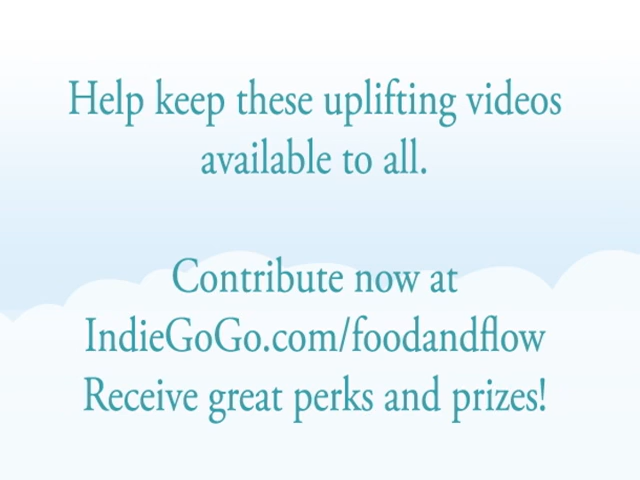 Help keep these uplifting videos
available to all.
Contribute now at
IndieGoGo.com/foodandflow
Receive great perks and prizes!